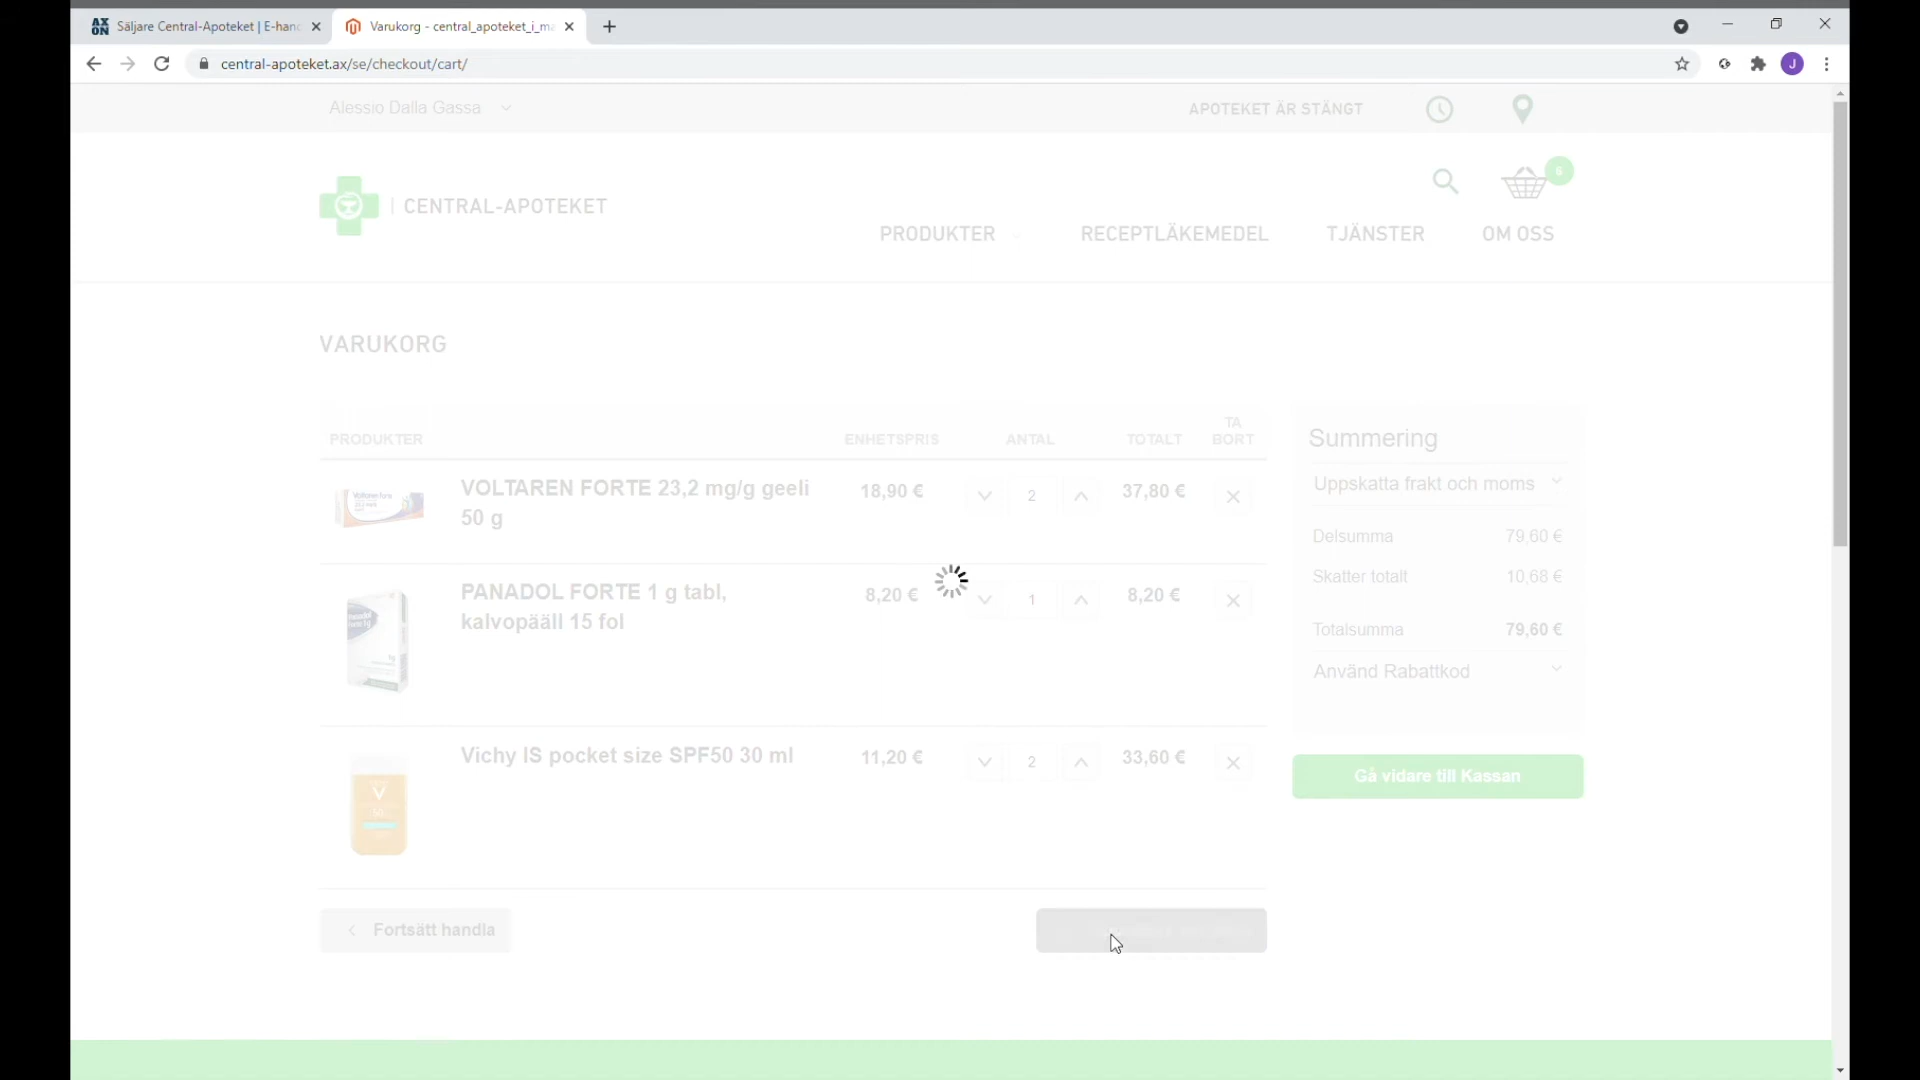 AX
ON
Säljare Central-Apoteket | E-hanc
Varukorg - central_apoteket_i_ma
central-apoteket.ax/se/checkout/cart/
J
Alessio Dalla Gassa
APOTEKET ÄR STÄNGT
CENTRAL-APOTEKET
6
PRODUKTER
RECEPTLÄKEMEDEL
TJÄNSTER
OM OSS
VARUKORG
PRODUKTER
ENHETSPRIS
ANTAL
TOTALT
TA
BORT
VOLTAREN FORTE 23,2 mg/g geeli
50 g
18,90 €
2
37,80 €
PANADOL FORTE 1 g tabl,
kalvopääll 15 fol
8,20 €
1
8,20 €
Vichy IS pocket size SPF50 30 ml
11,20 €
2
33,60 €
Fortsätt handla
Summering
Uppskatta frakt och moms
Delsumma 79,60 €
Skatter totalt 10,68 €
Totalsumma 79,60 €
Använd Rabattkod
Gå vidare till Kassan